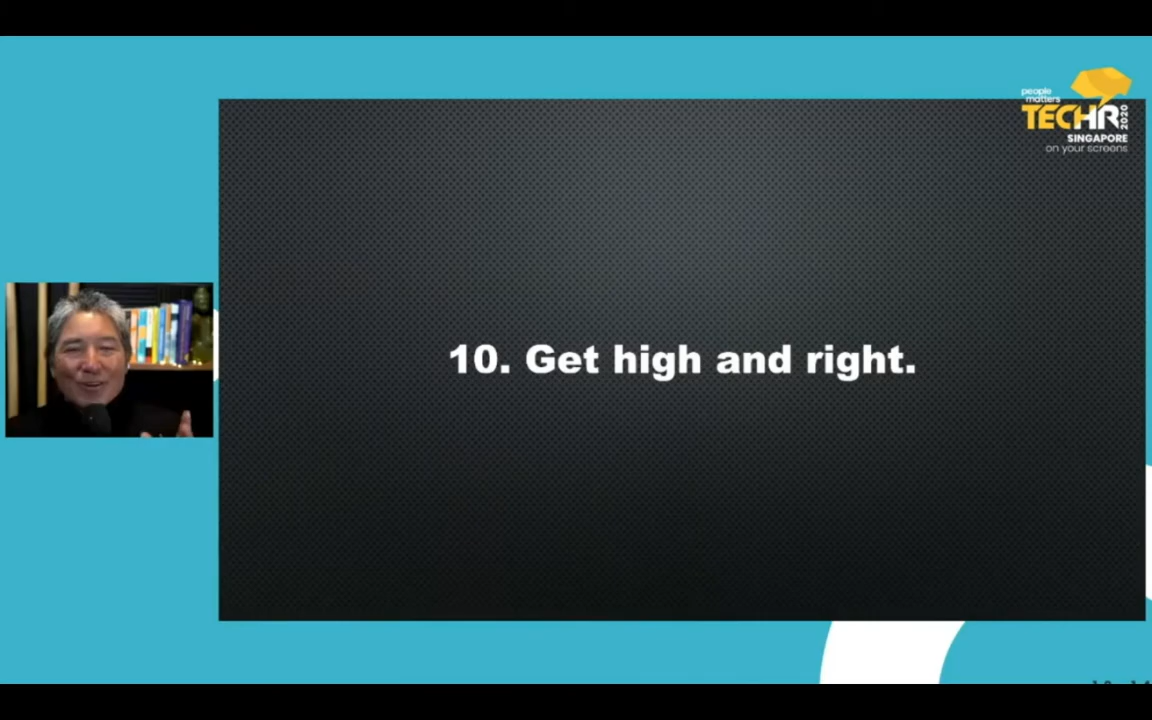 people
matters
TECHR 2020
SINGAPORE
on your screens
10. Get high and right.